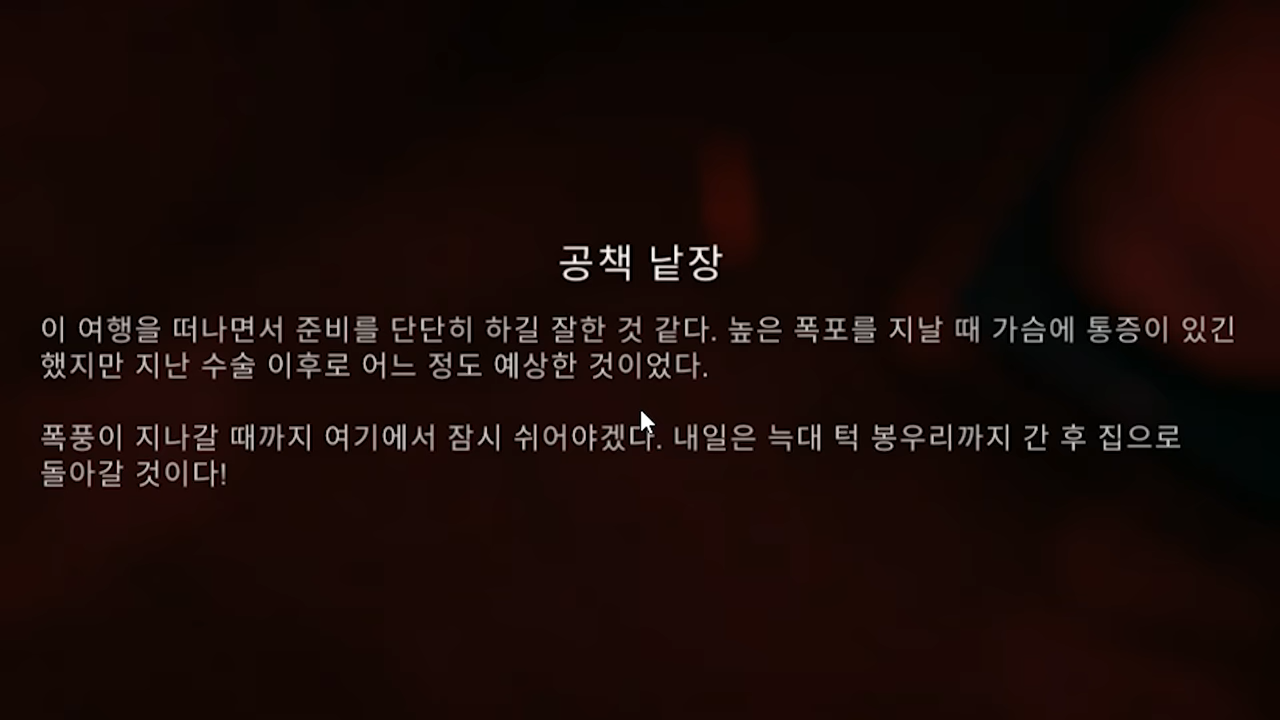 공책 낱장
이 여행을 떠나면서 준비를 단단히 하길 잘한 것 같다. 높은 폭포를 지날 때 가슴에 통증이 있긴
했지만 지난 수술 이후로 어느 정도 예상한 것이었다.
폭풍이 지나갈 때까지 여기에서 잠시 쉬어야겠다. 내일은 늑대 턱 봉우리까지 간 후 집으로
돌아갈 것이다!